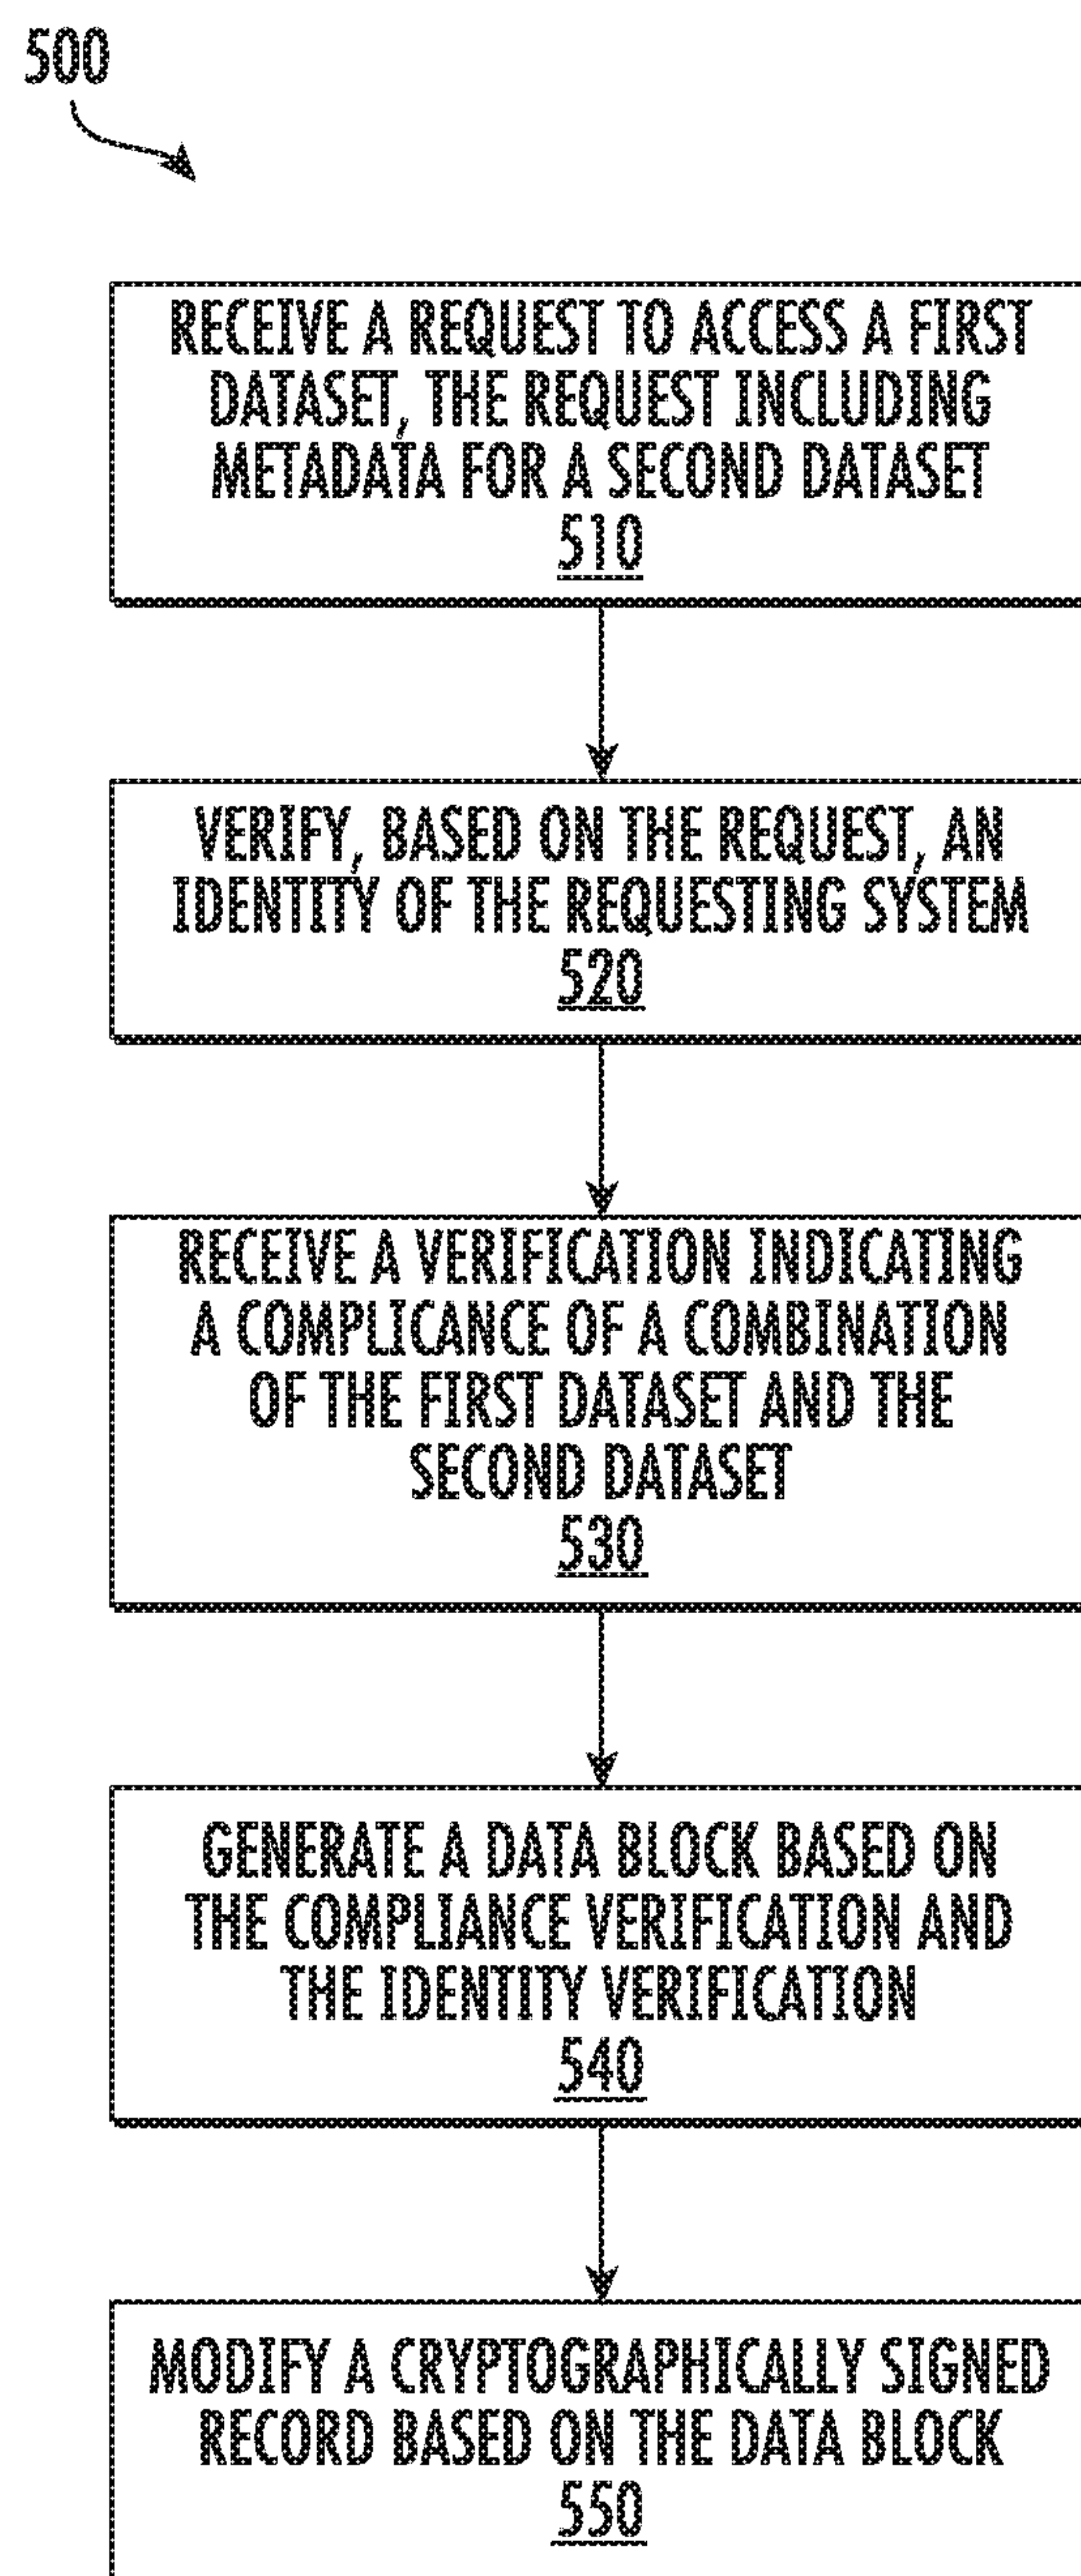 500
RECEIVE A REQUEST TO ACCESS A FIRST
DATASET, THE REQUEST INCLUDING
METADATA FOR A SECOND DATASET
510
VERIFY, BASED ON THE REQUEST, AN
IDENTITY OF THE REQUESTING SYSTEM
520
RECEIVE A VERIFICATION INDICATING
A COMPLICANCE OF A COMBINATION
OF THE FIRST DATASET AND THE
SECOND DATASET
530
GENERATE A DATA BLOCK BASED ON
THE COMPLIANCE VERIFICATION AND
THE IDENTITY VERIFICATION
540
MODIFY A CRYPTOGRAPHICALLY SIGNED
RECORD BASED ON THE DATA BLOCK
550